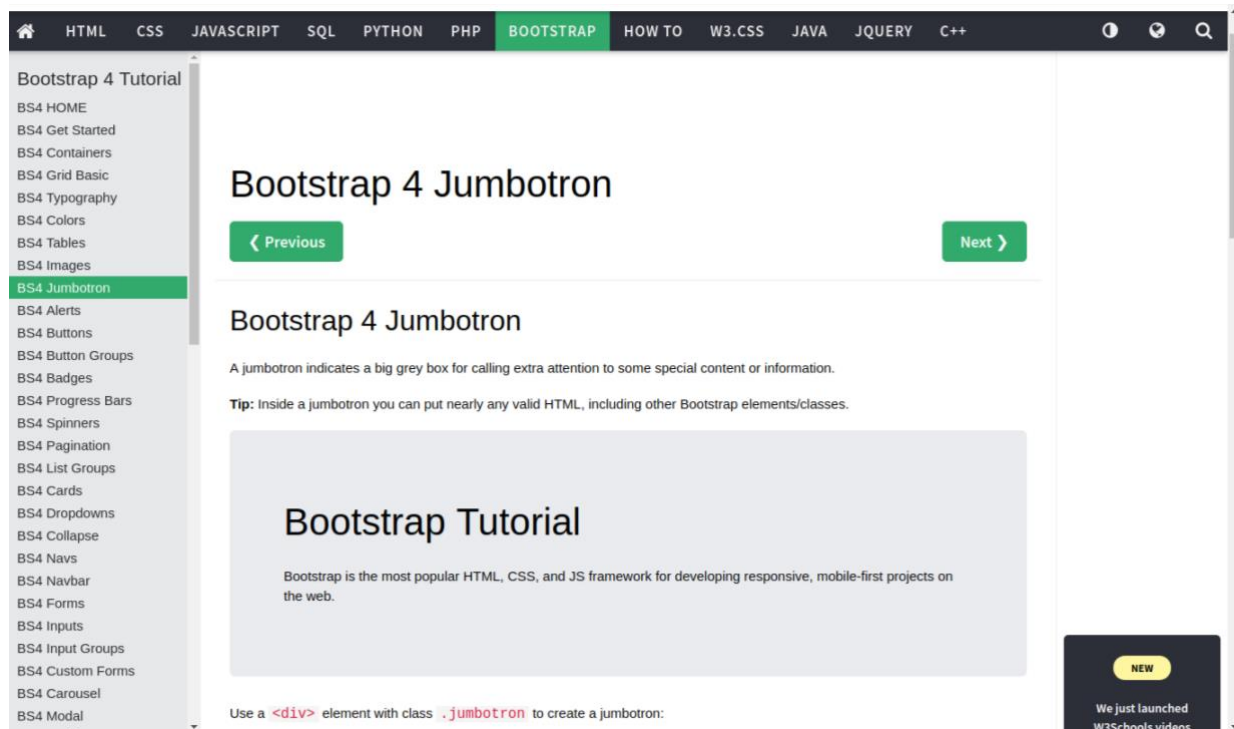 HTML CSS JAVASCRIPT SQL PYTHON PHP BOOTSTRAP HOW TO W3.CSS JAVA JQUERY C++
Bootstrap 4 Tutorial
BS4 HOME
BS4 Get Started
BS4 Containers
BS4 Grid Basic
BS4 Typography
BS4 Colors
BS4 Tables
BS4 Images
BS4 Jumbotron
BS4 Alerts
BS4 Buttons
BS4 Button Groups
BS4 Badges
BS4 Progress Bars
BS4 Spinners
BS4 Pagination
BS4 List Groups
BS4 Cards
BS4 Dropdowns
BS4 Collapse
BS4 Navs
BS4 Navbar
BS4 Forms
BS4 Inputs
BS4 Input Groups
BS4 Custom Forms
BS4 Carousel
BS4 Modal
Bootstrap 4 Jumbotron
❮ Previous
Next ❯
Bootstrap 4 Jumbotron
A jumbotron indicates a big grey box for calling extra attention to some special content or information.
Tip: Inside a jumbotron you can put nearly any valid HTML, including other Bootstrap elements/classes.
Bootstrap Tutorial
Bootstrap is the most popular HTML, CSS, and JS framework for developing responsive, mobile-first projects on
the web.
Use a <div> element with class .jumbotron to create a jumbotron:
NEW
We just launched
W3Schools videos